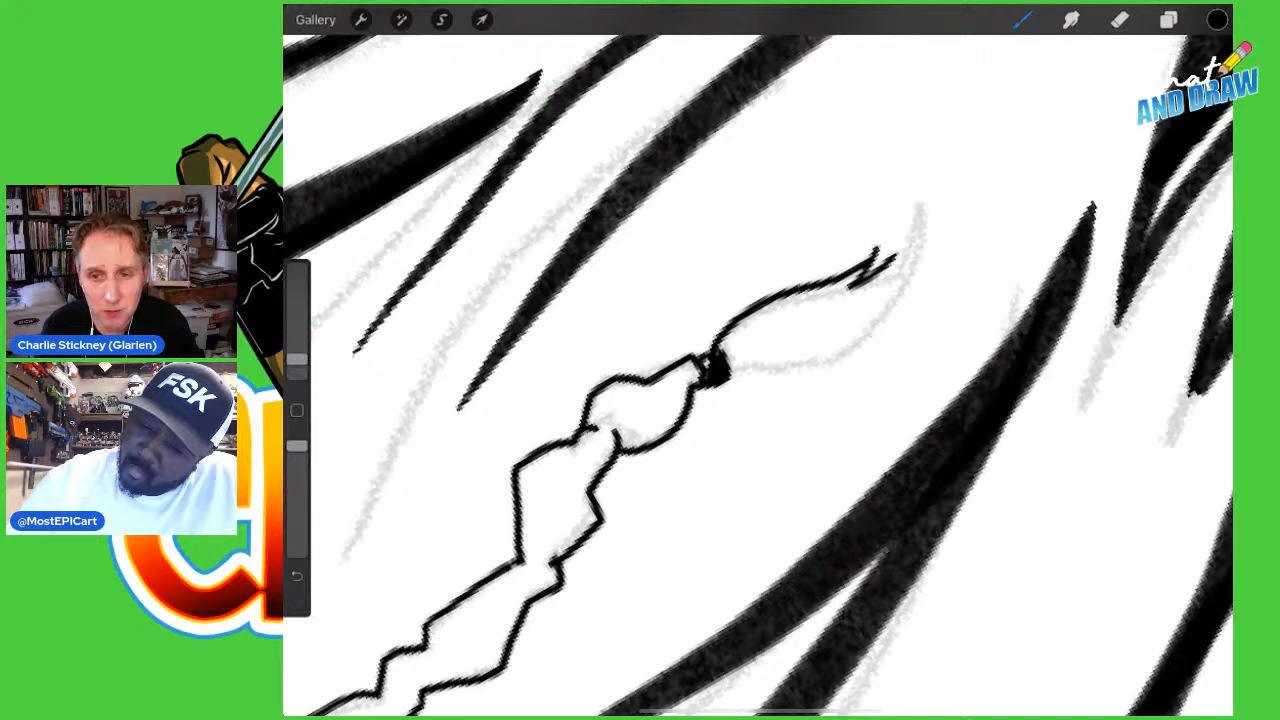 Gallery
AND DRAW
FSK
Charlie Stickney (Glarien)
@MostEPICart